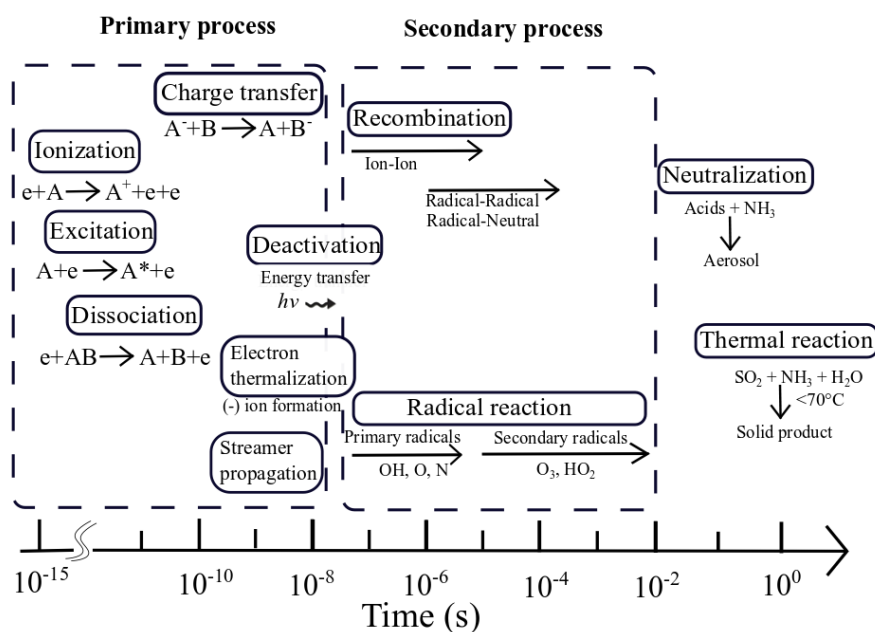 Primary process
Secondary process
Charge transfer
A⁻+B → A+B⁻
Ionization
e+A → A⁺+e+e
Excitation
A+e → A*+e
Dissociation
e+AB → A+B+e
Deactivation
Energy transfer
hν
Electron
thermalization
(-) ion formation
Streamer
propagation
Recombination
Ion-Ion
Radical-Radical
Radical-Neutral
Radical reaction
Primary radicals
OH, O, N
Secondary radicals
O₃, HO₂
Neutralization
Acids + NH₃
Aerosol
Thermal reaction
SO₂ + NH₃ + H₂O
<70°C
Solid product
10⁻¹⁵ 10⁻¹⁰ 10⁻⁸ 10⁻⁶ 10⁻⁴ 10⁻² 10⁰
Time (s)